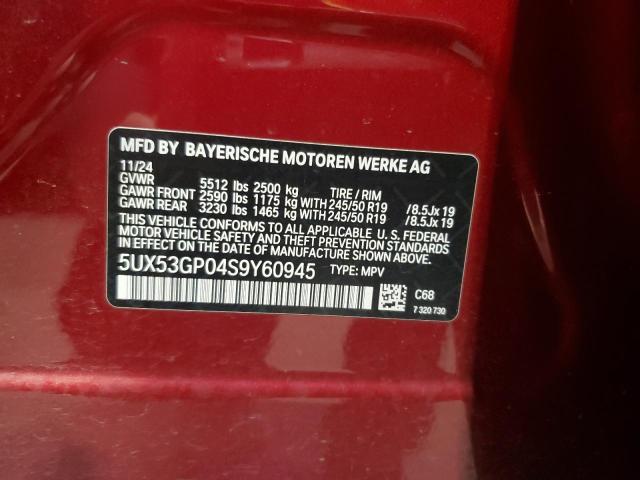 MFD BY BAYERISCHE MOTOREN WERKE AG
11/24
GVWR 5512 lbs 2500 kg TIRE / RIM
GAWR FRONT 2590 lbs 1175 kg WITH 245/50 R19 /8.5Jx 19
GAWR REAR 3230 lbs 1465 kg WITH 245/50 R19 /8.5Jx 19
THIS VEHICLE CONFORMS TO ALL APPLICABLE U. S. FEDERAL
MOTOR VEHICLE SAFETY AND THEFT PREVENTION STANDARDS
IN EFFECT ON THE DATE OF MANUFACTURE SHOWN ABOVE.
5UX53GP04S9Y60945 TYPE: MPV
C68
7 320 730